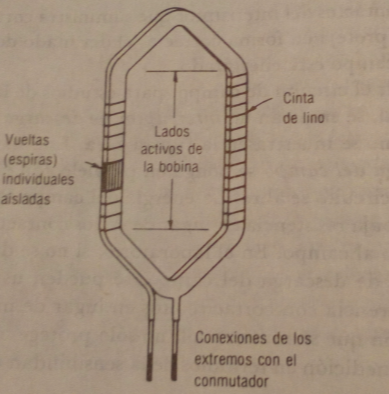 Cinta
de lino
Lados
activos de
la bobina
Vueltas
(espiras)
individuales
aisladas
Conexiones de los
extremos con el
conmutador